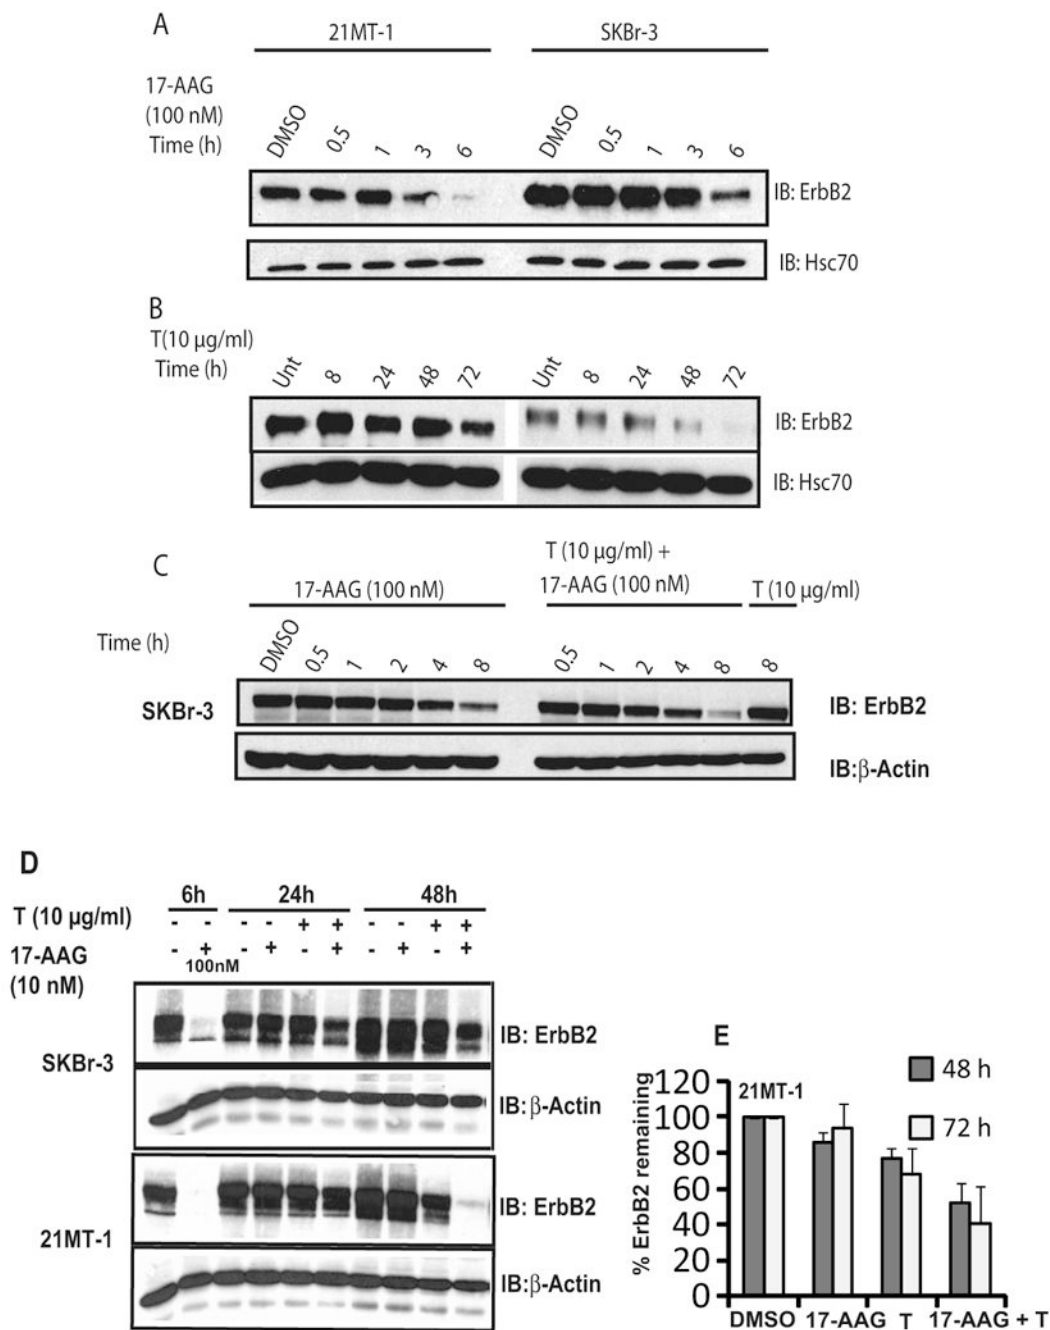 A
21MT-1 SKBr-3
17-AAG
(100 nM)
Time (h) DMSO 0.5 1 3 6 DMSO 0.5 1 3 6
IB: ErbB2
IB: Hsc70
B
T(10 µg/ml)
Time (h) Unt 8 24 48 72 Unt 8 24 48 72
IB: ErbB2
IB: Hsc70
C
17-AAG (100 nM) T (10 µg/ml) + 17-AAG (100 nM) T (10 µg/ml)
Time (h) DMSO 0.5 1 2 4 8 0.5 1 2 4 8 8
SKBr-3 IB: ErbB2
IB:β-Actin
D
6h 24h 48h
T (10 µg/ml) - - - - + + - - + +
17-AAG - + - + - + - + - +
(10 nM) 100nM
SKBr-3
IB: ErbB2
IB:β-Actin
21MT-1
IB: ErbB2
IB:β-Actin
E
21MT-1
48 h
72 h
% ErbB2 remaining
120
100
80
60
40
20
0
DMSO 17-AAG T 17-AAG + T